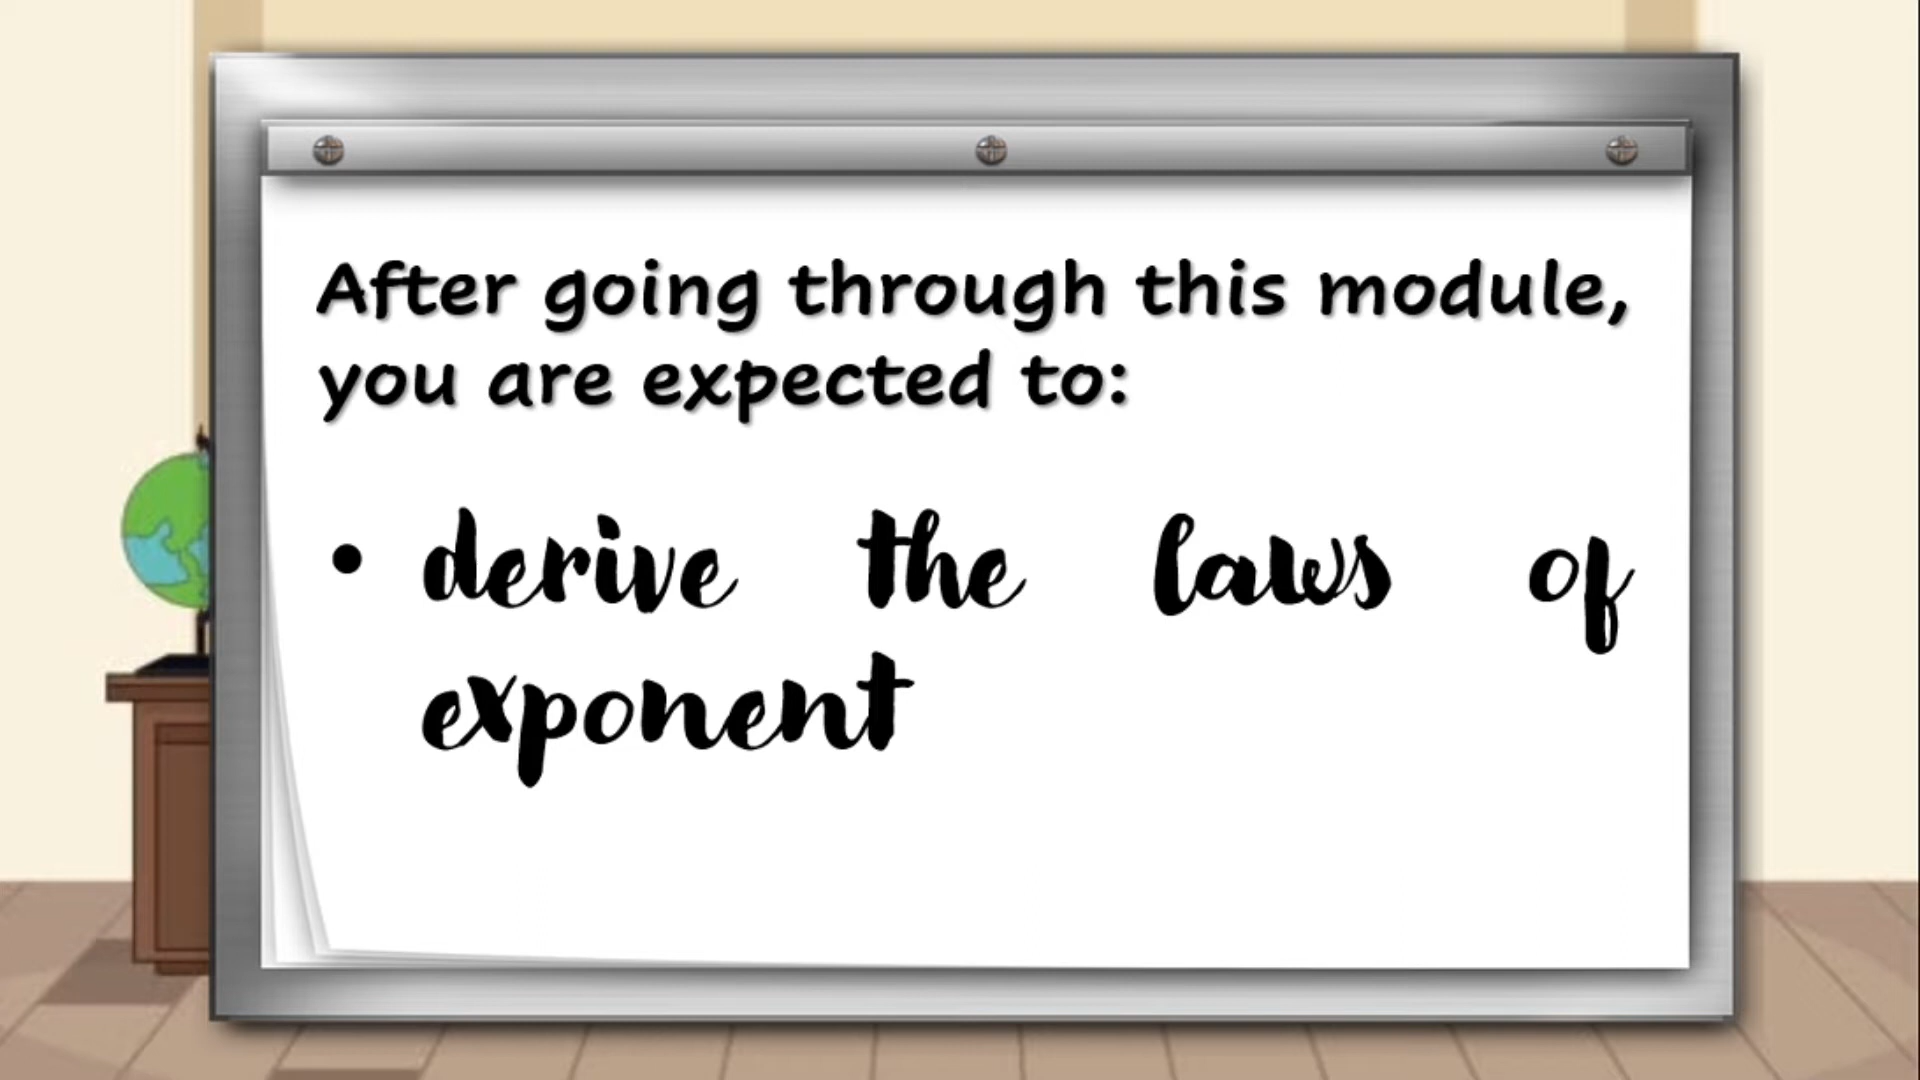 After going through this module,
you are expected to:
• derive the laws of
exponent